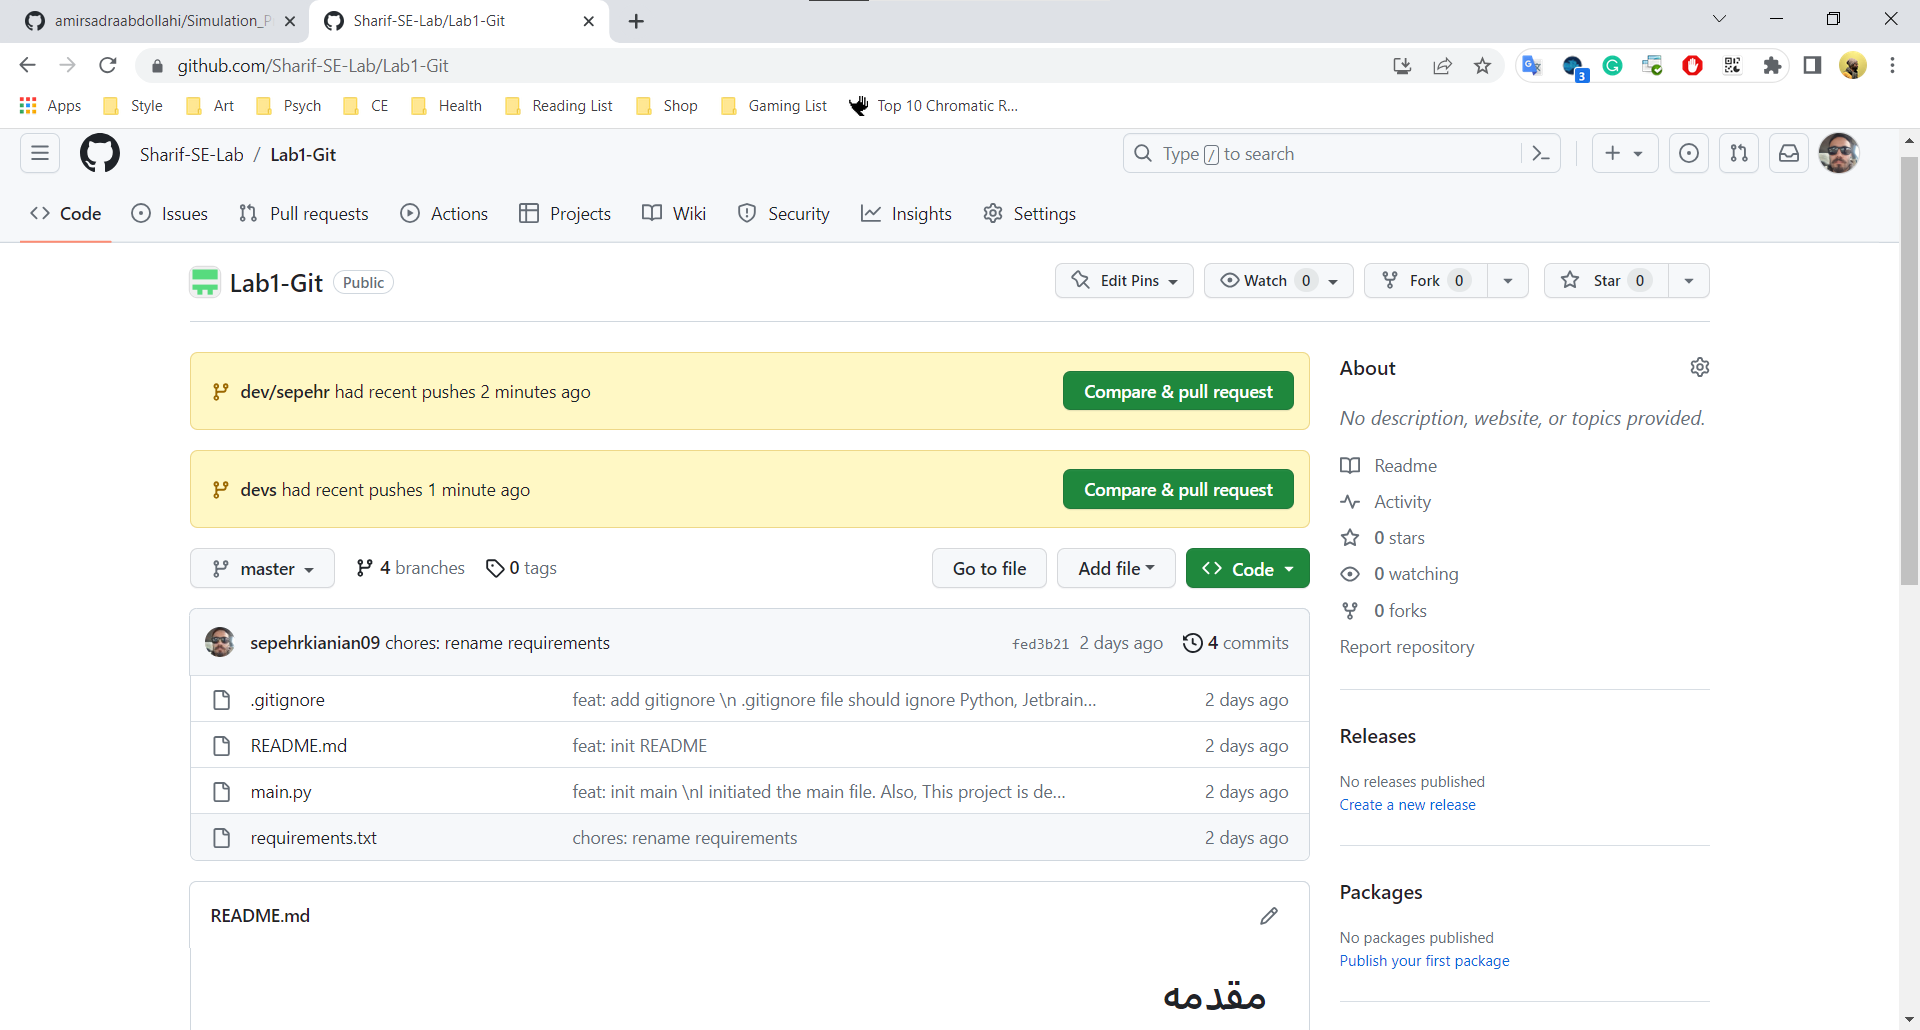 amirsadraabdollahi/Simulation_P
Sharif-SE-Lab/Lab1-Git
github.com/Sharif-SE-Lab/Lab1-Git
3
Apps Style Art Psych CE Health Reading List Shop Gaming List Top 10 Chromatic R...
Sharif-SE-Lab / Lab1-Git
Type / to search
Code Issues Pull requests Actions Projects Wiki Security Insights Settings
Lab1-Git Public
Edit Pins Watch 0 Fork 0 Star 0
dev/sepehr had recent pushes 2 minutes ago
Compare & pull request
devs had recent pushes 1 minute ago
Compare & pull request
master 4 branches 0 tags
Go to file Add file Code
sepehrkianian09 chores: rename requirements fed3b21 2 days ago 4 commits
.gitignore feat: add gitignore \n .gitignore file should ignore Python, Jetbrain... 2 days ago
README.md feat: init README 2 days ago
main.py feat: init main \nI initiated the main file. Also, This project is de... 2 days ago
requirements.txt chores: rename requirements 2 days ago
README.md
مقدمه
About
No description, website, or topics provided.
Readme
Activity
0 stars
0 watching
0 forks
Report repository
Releases
No releases published
Create a new release
Packages
No packages published
Publish your first package